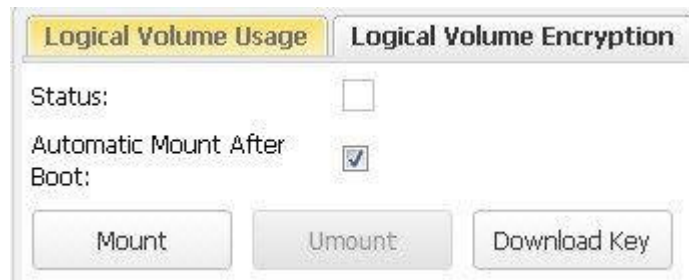 Logical Volume Usage
Logical Volume Encryption
Status:
Automatic Mount After
Boot:
Mount
Umount
Download Key